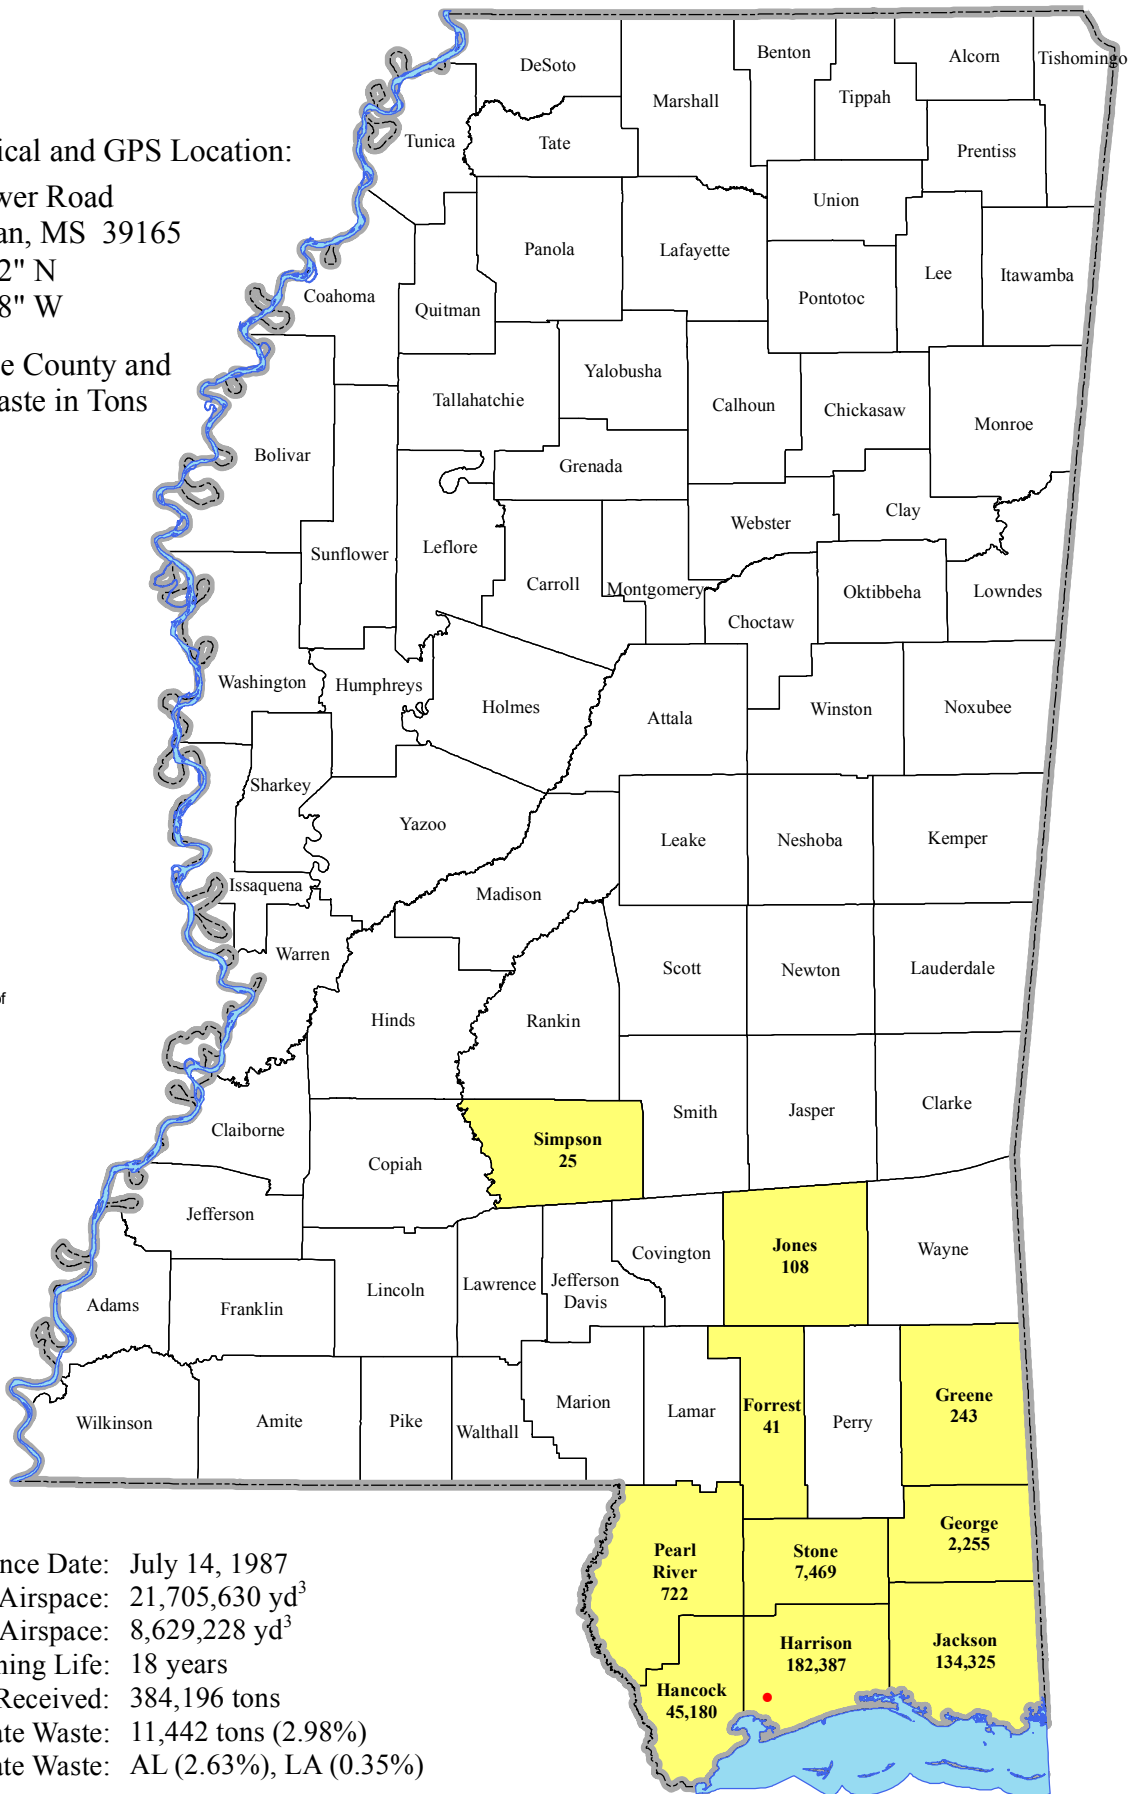 DeSoto
Benton
Alcorn
Tishomingo
Marshall
Tippah
Tunica
Tate
Prentiss
ical and GPS Location:
wer Road
an, MS 39165
2" N
8" W
e County and
aste in Tons
Union
Panola
Lafayette
Lee
Itawamba
Coahoma
Quitman
Pontotoc
Yalobusha
Tallahatchie
Calhoun
Chickasaw
Monroe
Bolivar
Grenada
Webster
Clay
Sunflower
Leflore
Carroll
Montgomery
Oktibbeha
Lowndes
Choctaw
Washington
Humphreys
Holmes
Attala
Winston
Noxubee
Sharkey
Yazoo
Leake
Neshoba
Kemper
Issaquena
Madison
Warren
Scott
Newton
Lauderdale
of
Hinds
Rankin
Smith
Jasper
Clarke
Claiborne
Copiah
Simpson
25
Jefferson
Covington
Jones
108
Wayne
Adams
Franklin
Lincoln
Lawrence
Jefferson
Davis
Wilkinson
Amite
Pike
Walthall
Marion
Lamar
Forrest
41
Perry
Greene
243
Pearl
River
722
Stone
7,469
George
2,255
Hancock
45,180
Harrison
182,387
Jackson
134,325
nce Date: July 14, 1987
Airspace: 21,705,630 yd3
Airspace: 8,629,228 yd3
ning Life: 18 years
Received: 384,196 tons
ate Waste: 11,442 tons (2.98%)
ate Waste: AL (2.63%), LA (0.35%)